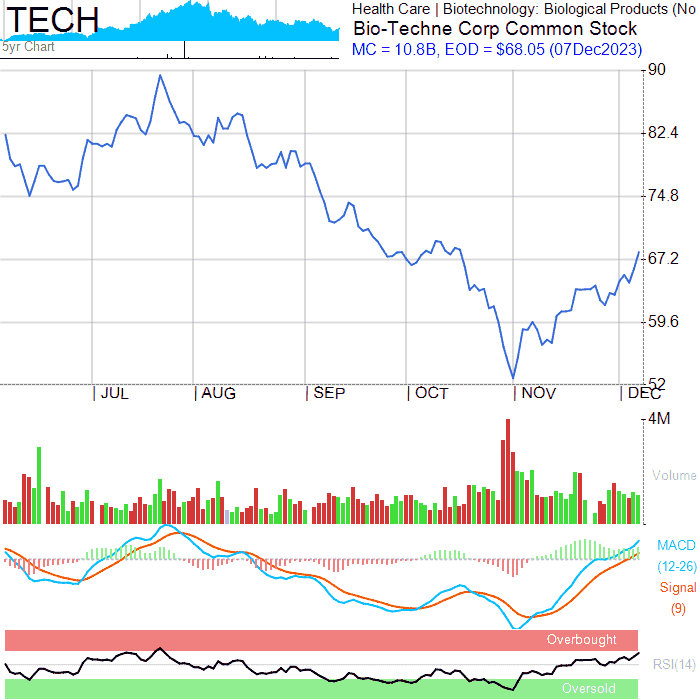 TECH
5yr Chart
Health Care | Biotechnology: Biological Products (No
Bio-Techne Corp Common Stock
MC = 10.8B, EOD = $68.05 (07Dec2023)
90
82.4
74.8
67.2
59.6
52
JUL AUG SEP OCT NOV DEC
4M
Volume
MACD
(12-26)
Signal
(9)
Overbought
RSI(14)
Oversold